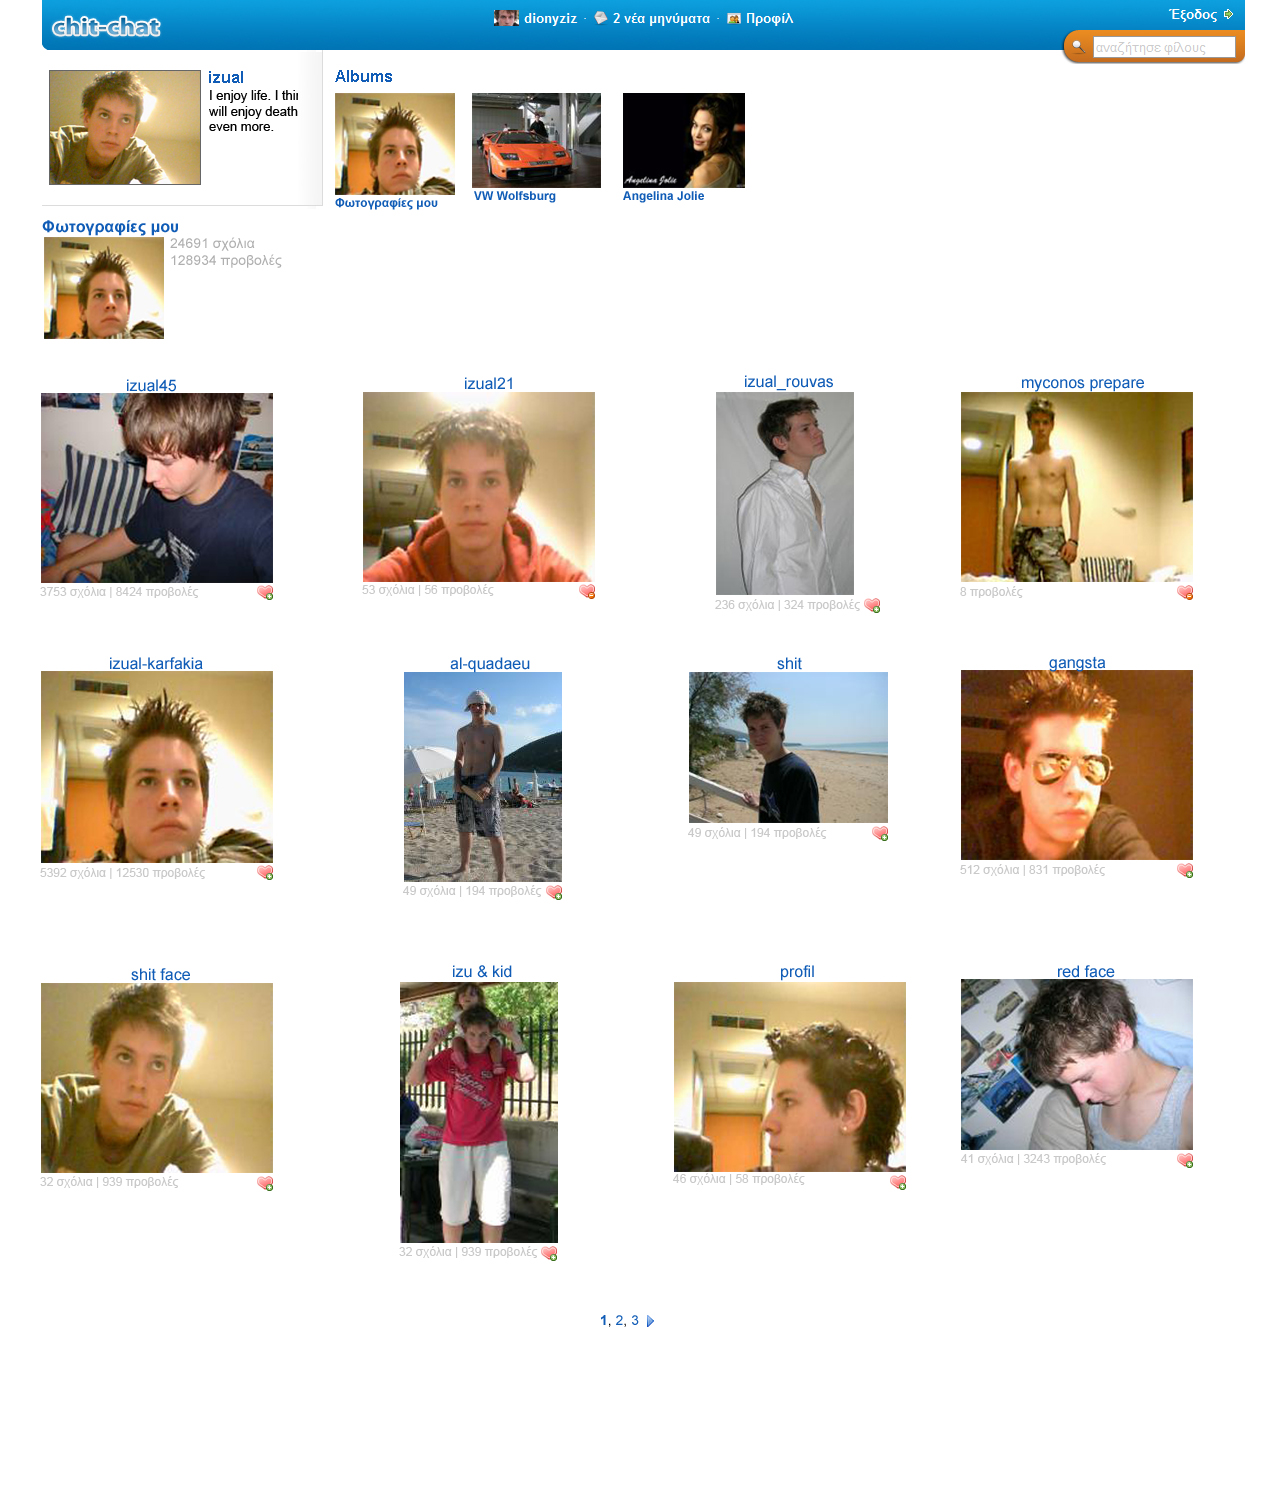 chit-chat
dionyziz · 2 νέα μηνύματα · Προφίλ
Έξοδος
αναζήτησε φίλους
izual
I enjoy life. I thin
will enjoy death
even more.
Albums
Φωτογραφίες μου
VW Wolfsburg
Angelina Jolie
Angelina Jolie
Φωτογραφίες μου
24691 σχόλια
128934 προβολές
izual45
3753 σχόλια | 8424 προβολές
izual21
53 σχόλια | 56 προβολές
izual_rouvas
236 σχόλια | 324 προβολές
myconos prepare
8 προβολές
izual-karfakia
5392 σχόλια | 12530 προβολές
al-quadaeu
49 σχόλια | 194 προβολές
shit
49 σχόλια | 194 προβολές
gangsta
512 σχόλια | 831 προβολές
shit face
32 σχόλια | 939 προβολές
izu & kid
32 σχόλια | 939 προβολές
profil
46 σχόλια | 58 προβολές
red face
41 σχόλια | 3243 προβολές
1, 2, 3